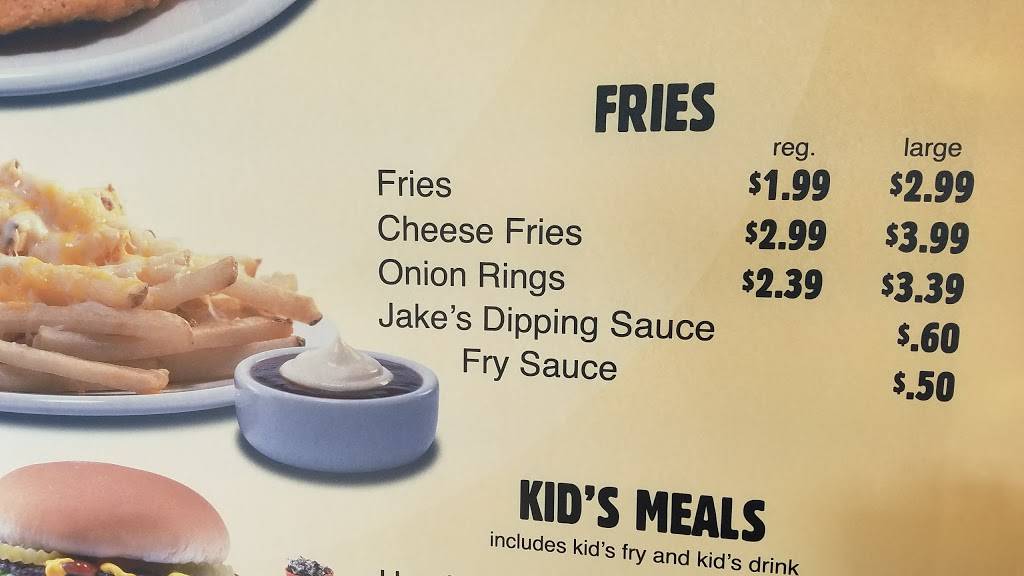 FRIES
reg. large
Fries $1.99 $2.99
Cheese Fries $2.99 $3.99
Onion Rings $2.39 $3.39
Jake's Dipping Sauce $.60
Fry Sauce $.50
KID'S MEALS
includes kid's fry and kid's drink